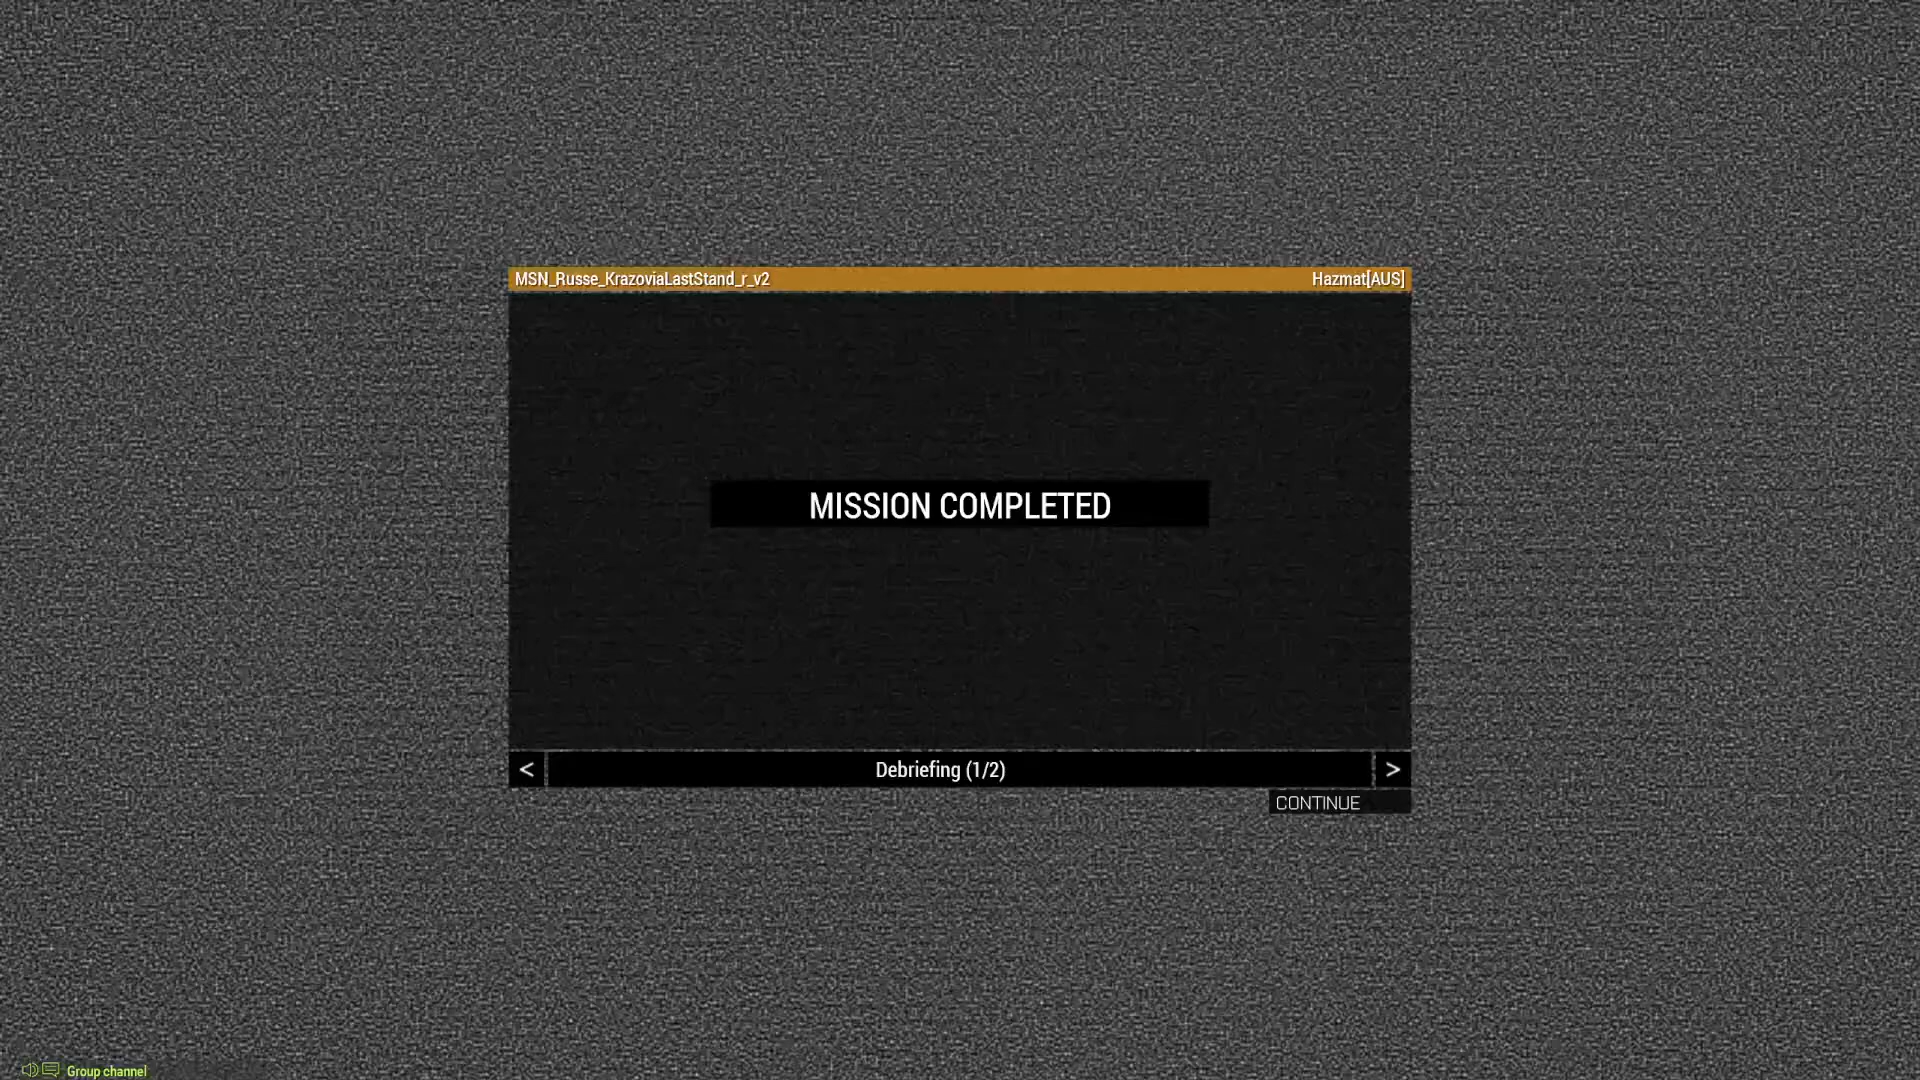 MSN_Russe_KrazoviaLastStand_r_v2 Hazmat[AUS]
MISSION COMPLETED
< Debriefing (1/2) >
CONTINUE
Group channel